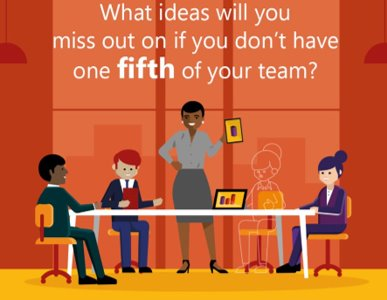 What ideas will you
miss out on if you don't have
one fifth of your team?